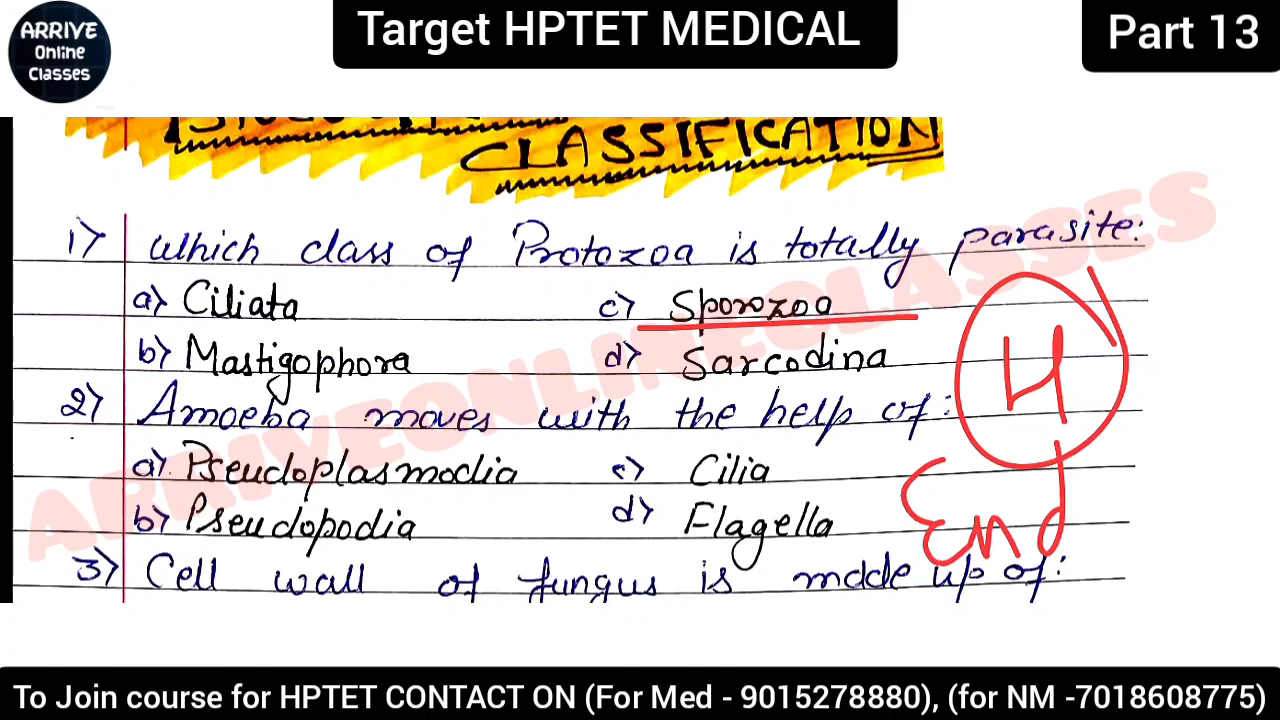 ARRIVE
Online
Classes
Target HPTET MEDICAL
Part 13
CLASSIFICATION
1) Which class of Protozoa is totally parasite:
a) Ciliata c) Sporozoa
b) Mastigophora d) Sarcodina
2) Amoeba moves with the help of:
a) Pseudoplasmodia c) Cilia
b) Pseudopodia d) Flagella
3) Cell wall of fungus is made up of:
4
End
ARRIVEONLINECLASSES
To Join course for HPTET CONTACT ON (For Med - 9015278880), (for NM -7018608775)